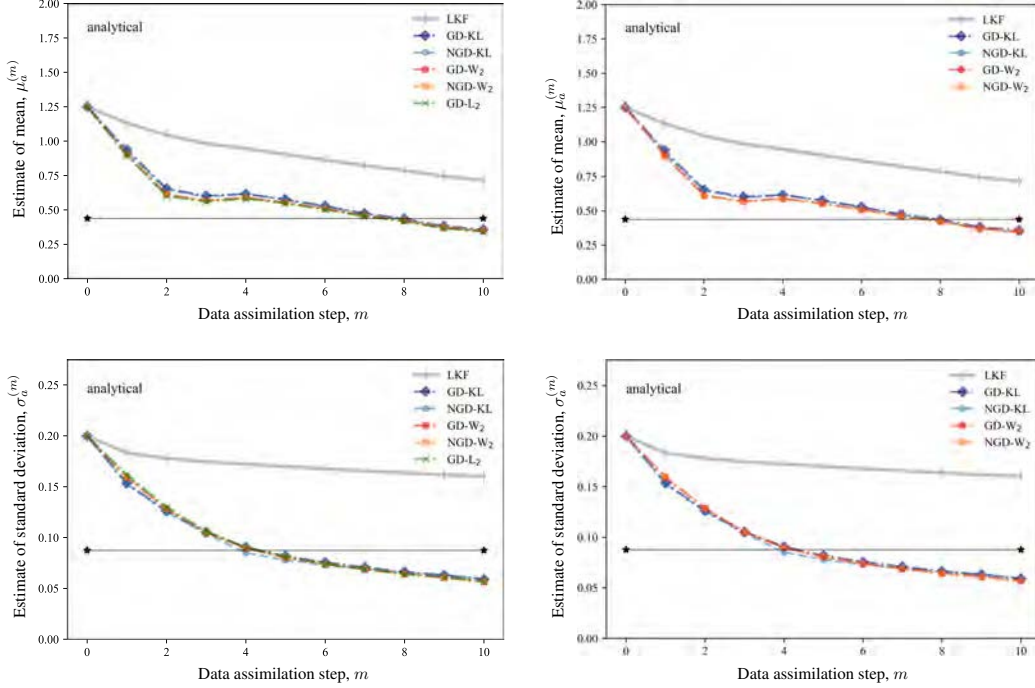 2.00
1.75
1.50
1.25
1.00
0.75
0.50
0.25
0.00
Estimate of mean, μₐ⁽ᵐ⁾
analytical
LKF
GD-KL
NGD-KL
GD-W₂
NGD-W₂
GD-L₂
0 2 4 6 8 10
Data assimilation step, m
2.00
1.75
1.50
1.25
1.00
0.75
0.50
0.25
0.00
Estimate of mean, μₐ⁽ᵐ⁾
analytical
LKF
GD-KL
NGD-KL
GD-W₂
NGD-W₂
0 2 4 6 8 10
Data assimilation step, m
0.25
0.20
0.15
0.10
0.05
0.00
Estimate of standard deviation, σₐ⁽ᵐ⁾
analytical
LKF
GD-KL
NGD-KL
GD-W₂
NGD-W₂
GD-L₂
0 2 4 6 8 10
Data assimilation step, m
0.25
0.20
0.15
0.10
0.05
0.00
Estimate of standard deviation, σₐ⁽ᵐ⁾
analytical
LKF
GD-KL
NGD-KL
GD-W₂
NGD-W₂
0 2 4 6 8 10
Data assimilation step, m